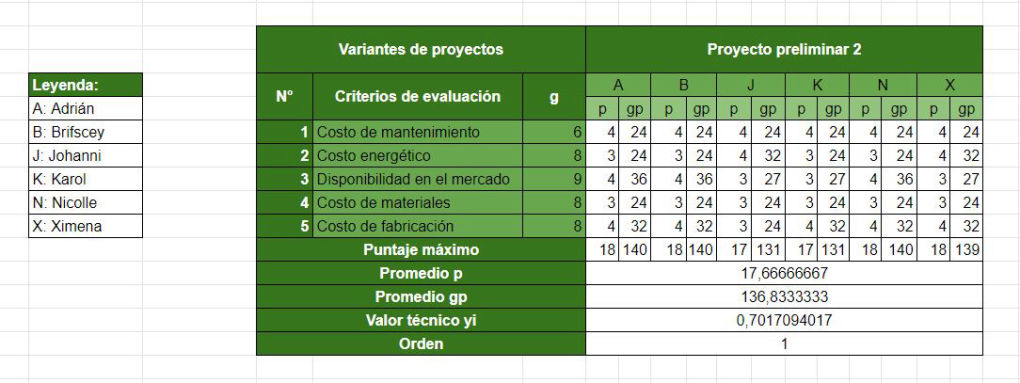 Variantes de proyectos Proyecto preliminar 2
Leyenda: N° Criterios de evaluación g A B J K N X
A: Adrián p gp p gp p gp p gp p gp p gp
B: Brifscey 1 Costo de mantenimiento 6 4 24 4 24 4 24 4 24 4 24 4 24
J: Johanni 2 Costo energético 8 3 24 3 24 4 32 3 24 3 24 4 32
K: Karol 3 Disponibilidad en el mercado 9 4 36 4 36 3 27 3 27 4 36 3 27
N: Nicolle 4 Costo de materiales 8 3 24 3 24 3 24 3 24 3 24 3 24
X: Ximena 5 Costo de fabricación 8 4 32 4 32 3 24 4 32 4 32 4 32
Puntaje máximo 18 140 18 140 17 131 17 131 18 140 18 139
Promedio p 17,66666667
Promedio gp 136,8333333
Valor técnico yi 0,7017094017
Orden 1